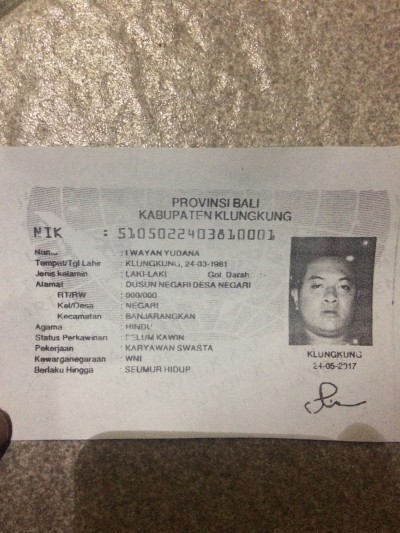 PROVINSI BALI
KABUPATEN KLUNGKUNG
NIK : 5105022403810001
Nama : I WAYAN YUDANA
Tempat/Tgl Lahir : KLUNGKUNG, 24-03-1981
Jenis kelamin : LAKI-LAKI Gol. Darah : -
Alamat : DUSUN NEGARI DESA NEGARI
RT/RW : 000/000
Kel/Desa : NEGARI
Kecamatan : BANJARANGKAN
Agama : HINDU
Status Perkawinan : BELUM KAWIN
Pekerjaan : KARYAWAN SWASTA
Kewarganegaraan : WNI
Berlaku Hingga : SEUMUR HIDUP
KLUNGKUNG
24-05-2017